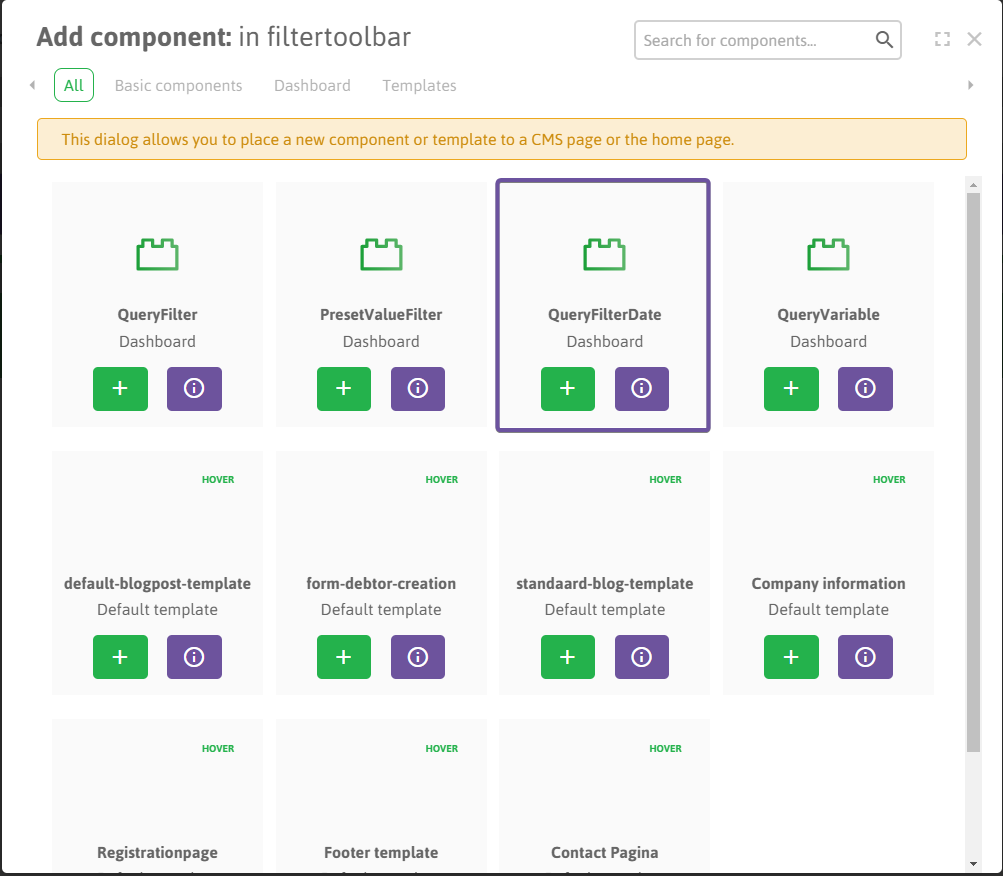 Add component: in filtertoolbar
Search for components...
All
Basic components
Dashboard
Templates
This dialog allows you to place a new component or template to a CMS page or the home page.
QueryFilter
Dashboard
PresetValueFilter
Dashboard
QueryFilterDate
Dashboard
QueryVariable
Dashboard
HOVER
default-blogpost-template
Default template
HOVER
form-debtor-creation
Default template
HOVER
standaard-blog-template
Default template
HOVER
Company information
Default template
HOVER
Registrationpage
HOVER
Footer template
HOVER
Contact Pagina